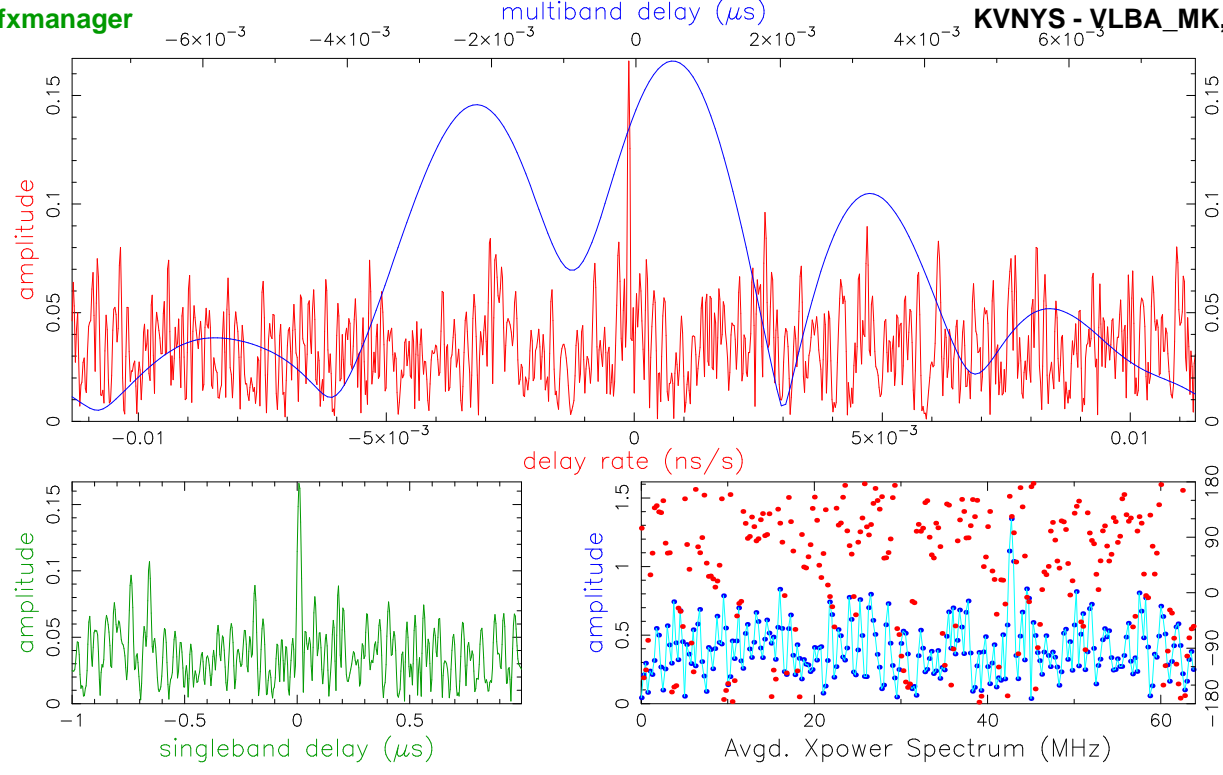 fxmanager
multiband delay (μs)
KVNYS - VLBA_MK,
−6×10⁻³ −4×10⁻³ −2×10⁻³ 0 2×10⁻³ 4×10⁻³ 6×10⁻³
amplitude
0 0.05 0.1 0.15
0 0.05 0.1 0.15
−0.01 −5×10⁻³ 0 5×10⁻³ 0.01
delay rate (ns/s)
amplitude
0 0.05 0.1 0.15
−1 −0.5 0 0.5
singleband delay (μs)
amplitude
0 0.5 1 1.5
−180 −90 0 90 180
0 20 40 60
Avgd. Xpower Spectrum (MHz)